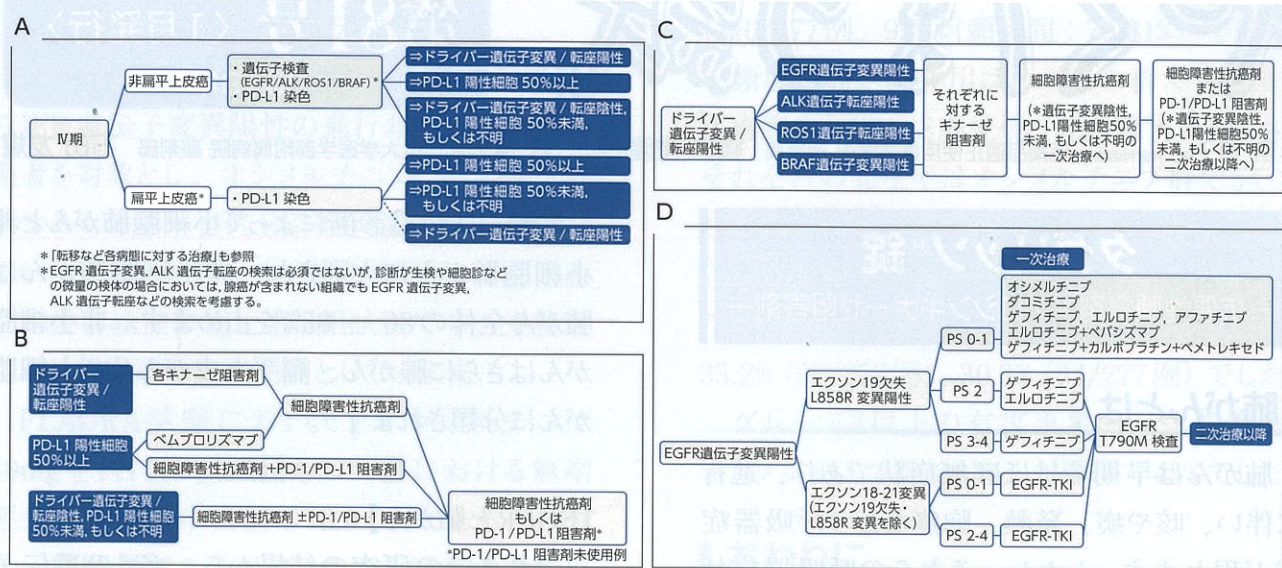 A
Ⅳ期
非扁平上皮癌
・遺伝子検査
(EGFR/ALK/ROS1/BRAF)*
・PD-L1 染色
⇒ドライバー遺伝子変異 / 転座陽性
⇒PD-L1 陽性細胞 50%以上
⇒ドライバー遺伝子変異 / 転座陰性,
PD-L1 陽性細胞 50%未満,
もしくは不明
扁平上皮癌*
・PD-L1 染色
⇒PD-L1 陽性細胞 50%以上
⇒PD-L1 陽性細胞 50%未満,
もしくは不明
⇒ドライバー遺伝子変異 / 転座陽性
*「転移など各病態に対する治療」も参照
*EGFR 遺伝子変異, ALK 遺伝子転座の検索は必須ではないが, 診断が生検や細胞診など
の微量の検体の場合においては, 腺癌が含まれない組織でも EGFR 遺伝子変異,
ALK 遺伝子転座などの検索を考慮する。
B
ドライバー
遺伝子変異 /
転座陽性
各キナーゼ阻害剤
細胞障害性抗癌剤
PD-L1 陽性細胞
50%以上
ペムブロリズマブ
細胞障害性抗癌剤 +PD-1/PD-L1 阻害剤
ドライバー遺伝子変異 /
転座陰性, PD-L1 陽性細胞
50%未満, もしくは不明
細胞障害性抗癌剤 ±PD-1/PD-L1 阻害剤
細胞障害性抗癌剤
もしくは
PD-1/PD-L1 阻害剤*
*PD-1/PD-L1 阻害剤未使用例
C
ドライバー
遺伝子変異 /
転座陽性
EGFR遺伝子変異陽性
ALK遺伝子転座陽性
ROS1遺伝子転座陽性
BRAF遺伝子変異陽性
それぞれに
対する
キナーゼ
阻害剤
細胞障害性抗癌剤
(*遺伝子変異陰性,
PD-L1陽性細胞50%
未満, もしくは不明の
一次治療へ)
細胞障害性抗癌剤
または
PD-1/PD-L1 阻害剤
(*遺伝子変異陰性,
PD-L1陽性細胞50%
未満, もしくは不明の
二次治療以降へ)
D
一次治療
EGFR遺伝子変異陽性
エクソン19欠失
L858R 変異陽性
PS 0-1
オシメルチニブ
ダコミチニブ
ゲフィチニブ, エルロチニブ, アファチニブ
エルロチニブ+ベバシズマブ
ゲフィチニブ+カルボプラチン+ペメトレキセド
PS 2
ゲフィチニブ
エルロチニブ
PS 3-4
ゲフィチニブ
エクソン18-21変異
(エクソン19欠失・
L858R 変異を除く)
PS 0-1
EGFR-TKI
PS 2-4
EGFR-TKI
EGFR
T790M 検査
二次治療以降